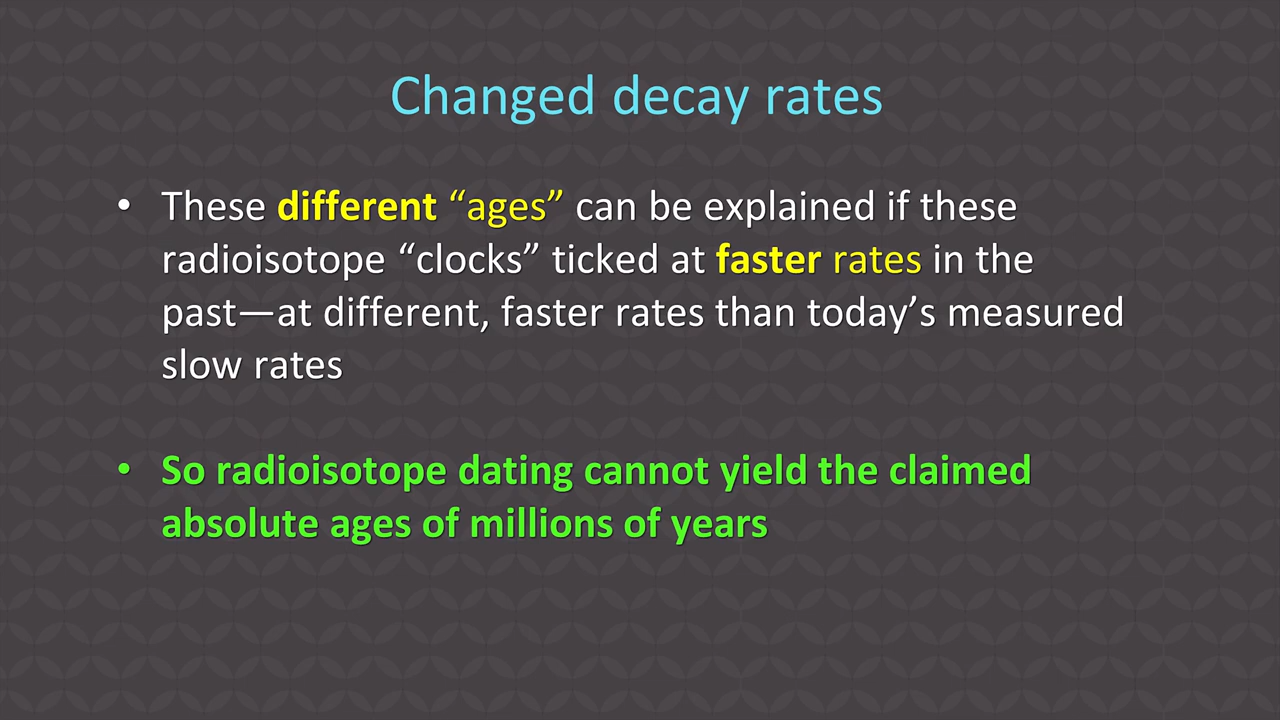 Changed decay rates
• These different “ages” can be explained if these
radioisotope “clocks” ticked at faster rates in the
past—at different, faster rates than today’s measured
slow rates
• So radioisotope dating cannot yield the claimed
absolute ages of millions of years